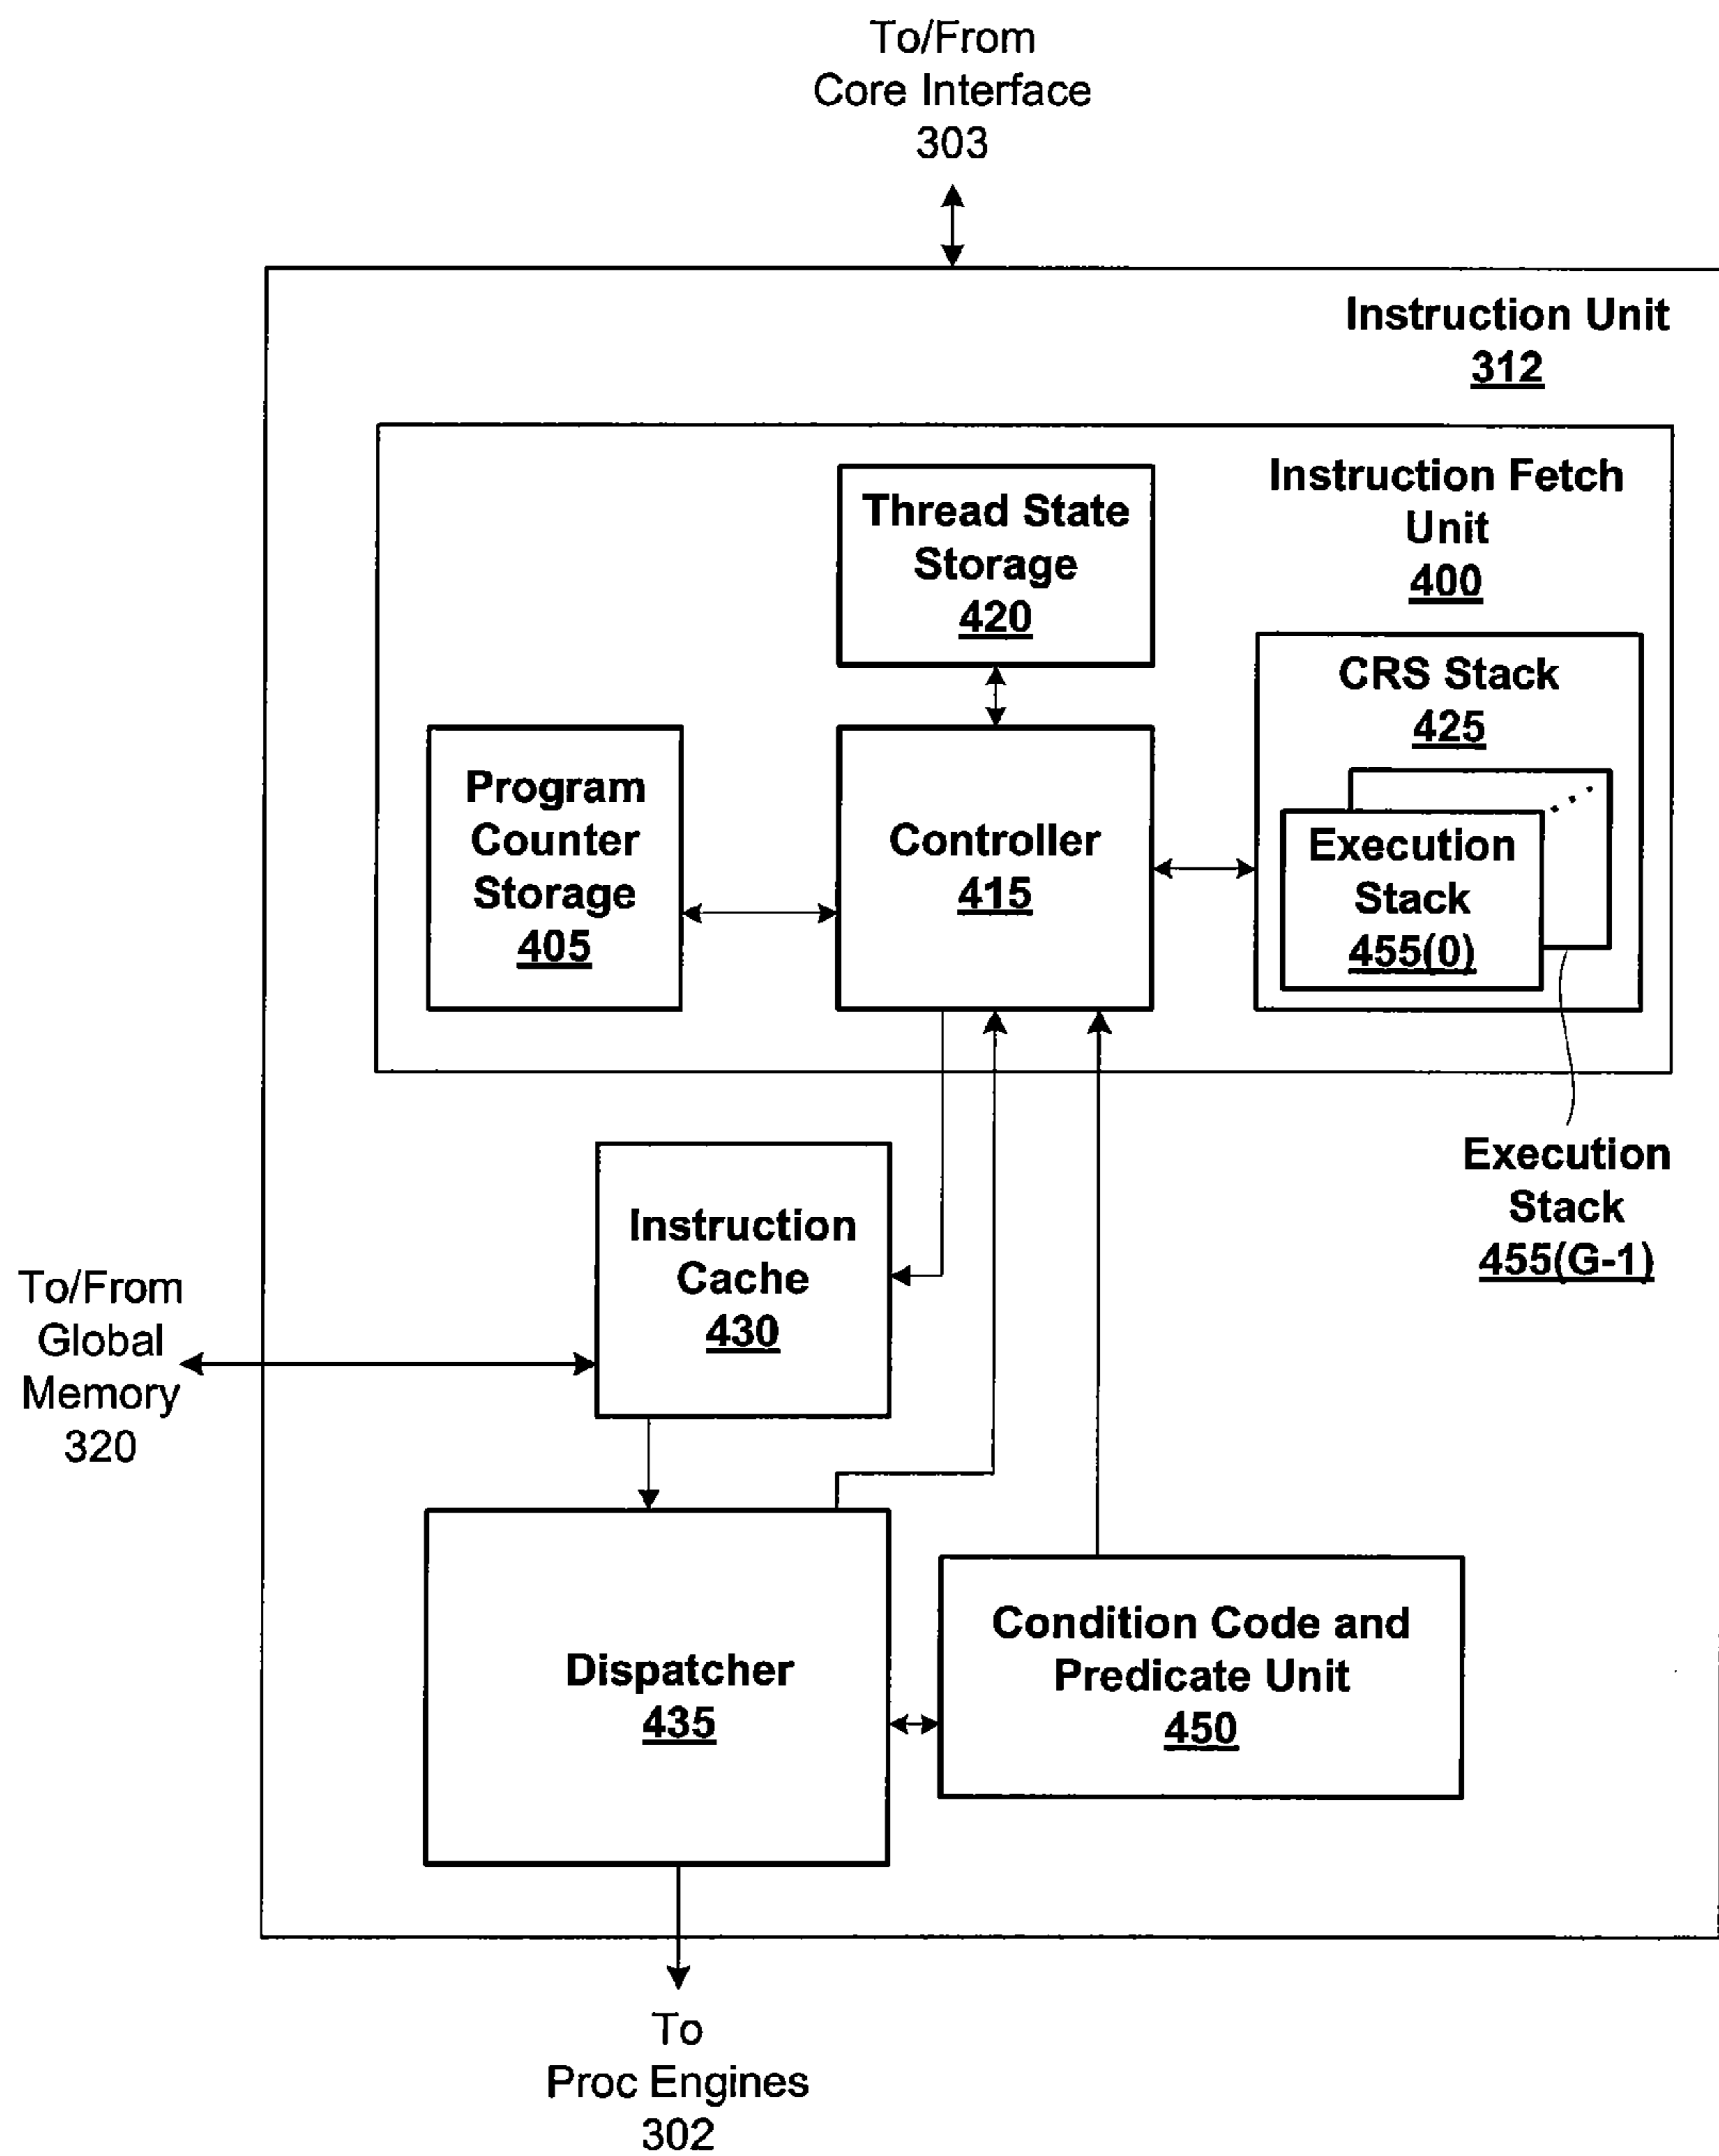 To/From
Core Interface
303
Instruction Unit
312
Instruction Fetch
Unit
400
Thread State
Storage
420
CRS Stack
425
Program
Counter
Storage
405
Controller
415
Execution
Stack
455(0)
Execution
Stack
455(G-1)
Instruction
Cache
430
To/From
Global
Memory
320
Dispatcher
435
Condition Code and
Predicate Unit
450
To
Proc Engines
302